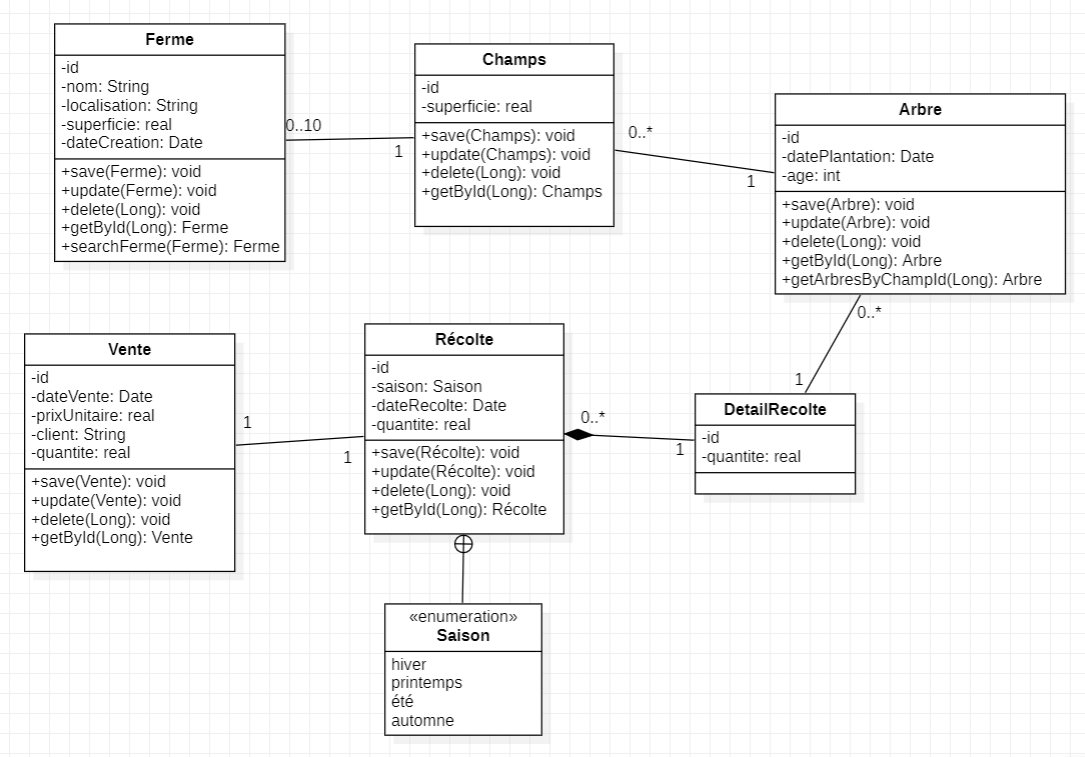 Ferme
-id
-nom: String
-localisation: String
-superficie: real
-dateCreation: Date
+save(Ferme): void
+update(Ferme): void
+delete(Long): void
+getById(Long): Ferme
+searchFerme(Ferme): Ferme
0..10
1
Champs
-id
-superficie: real
+save(Champs): void
+update(Champs): void
+delete(Long): void
+getById(Long): Champs
0..*
1
Arbre
-id
-datePlantation: Date
-age: int
+save(Arbre): void
+update(Arbre): void
+delete(Long): void
+getById(Long): Arbre
+getArbresByChampId(Long): Arbre
0..*
1
Vente
-id
-dateVente: Date
-prixUnitaire: real
-client: String
-quantite: real
+save(Vente): void
+update(Vente): void
+delete(Long): void
+getById(Long): Vente
1
1
Récolte
-id
-saison: Saison
-dateRecolte: Date
-quantite: real
+save(Récolte): void
+update(Récolte): void
+delete(Long): void
+getById(Long): Récolte
0..*
1
DetailRecolte
-id
-quantite: real
«enumeration»
Saison
hiver
printemps
été
automne